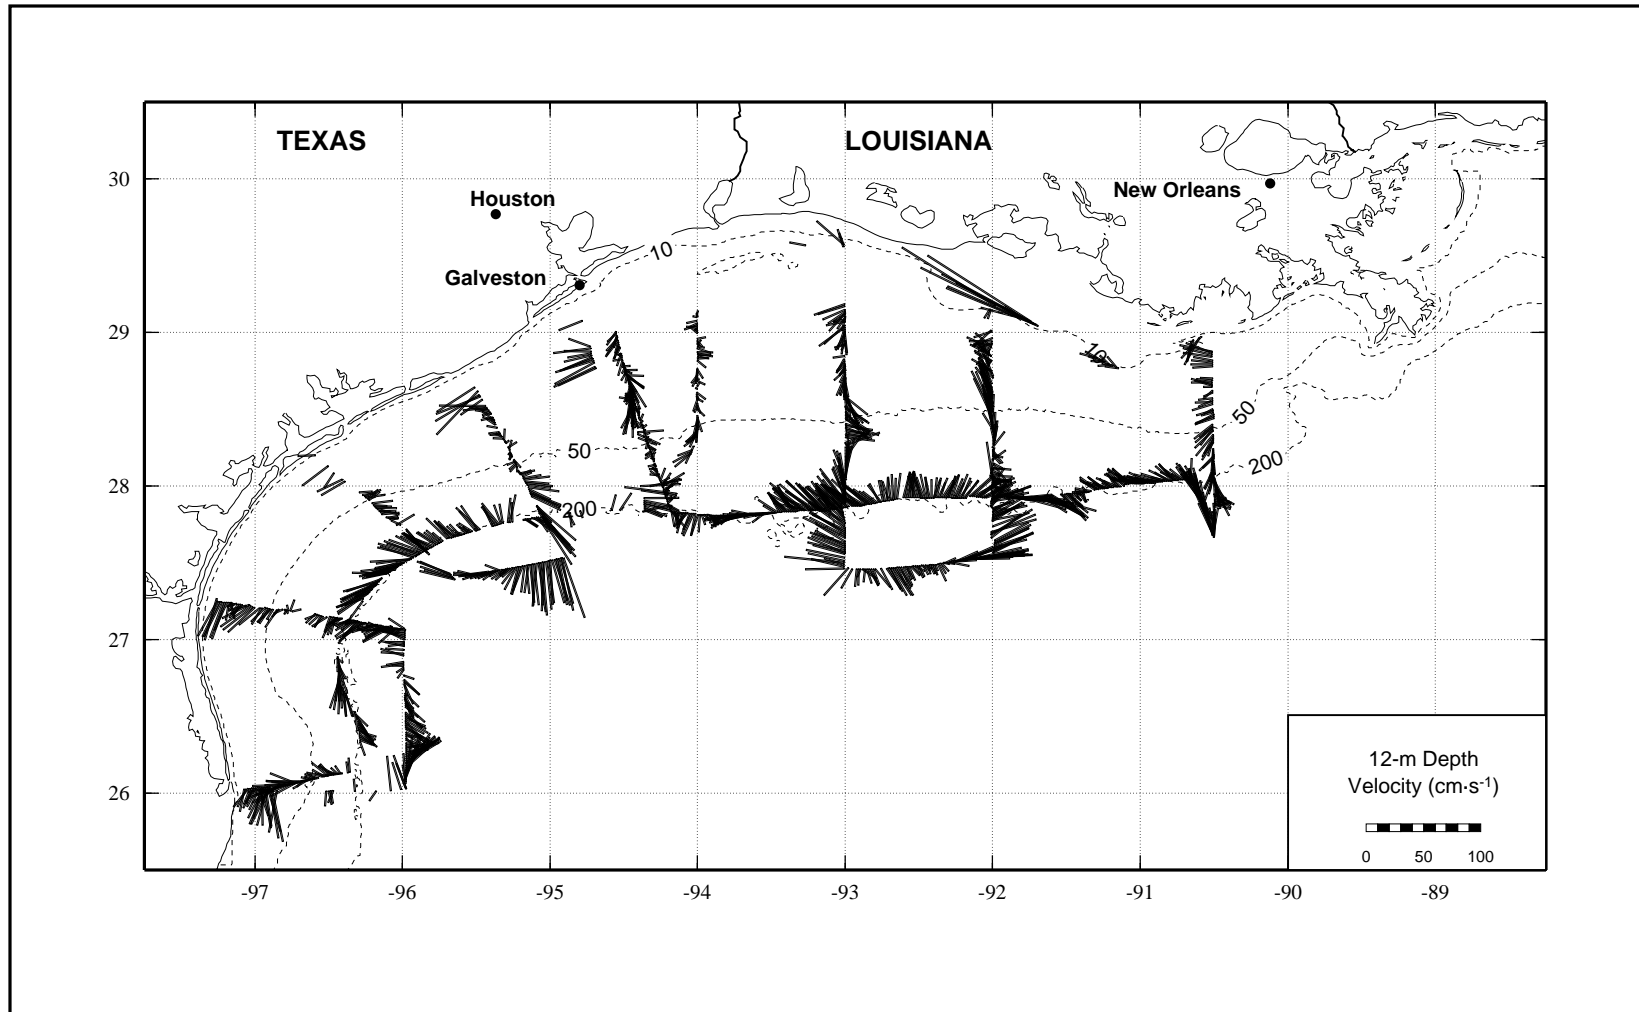 TEXAS
LOUISIANA
30
New Orleans
Houston
10
Galveston
29
10
50
50
200
28
200
27
12-m Depth
Velocity (cm·s-1)
26
0 50 100
-97 -96 -95 -94 -93 -92 -91 -90 -89